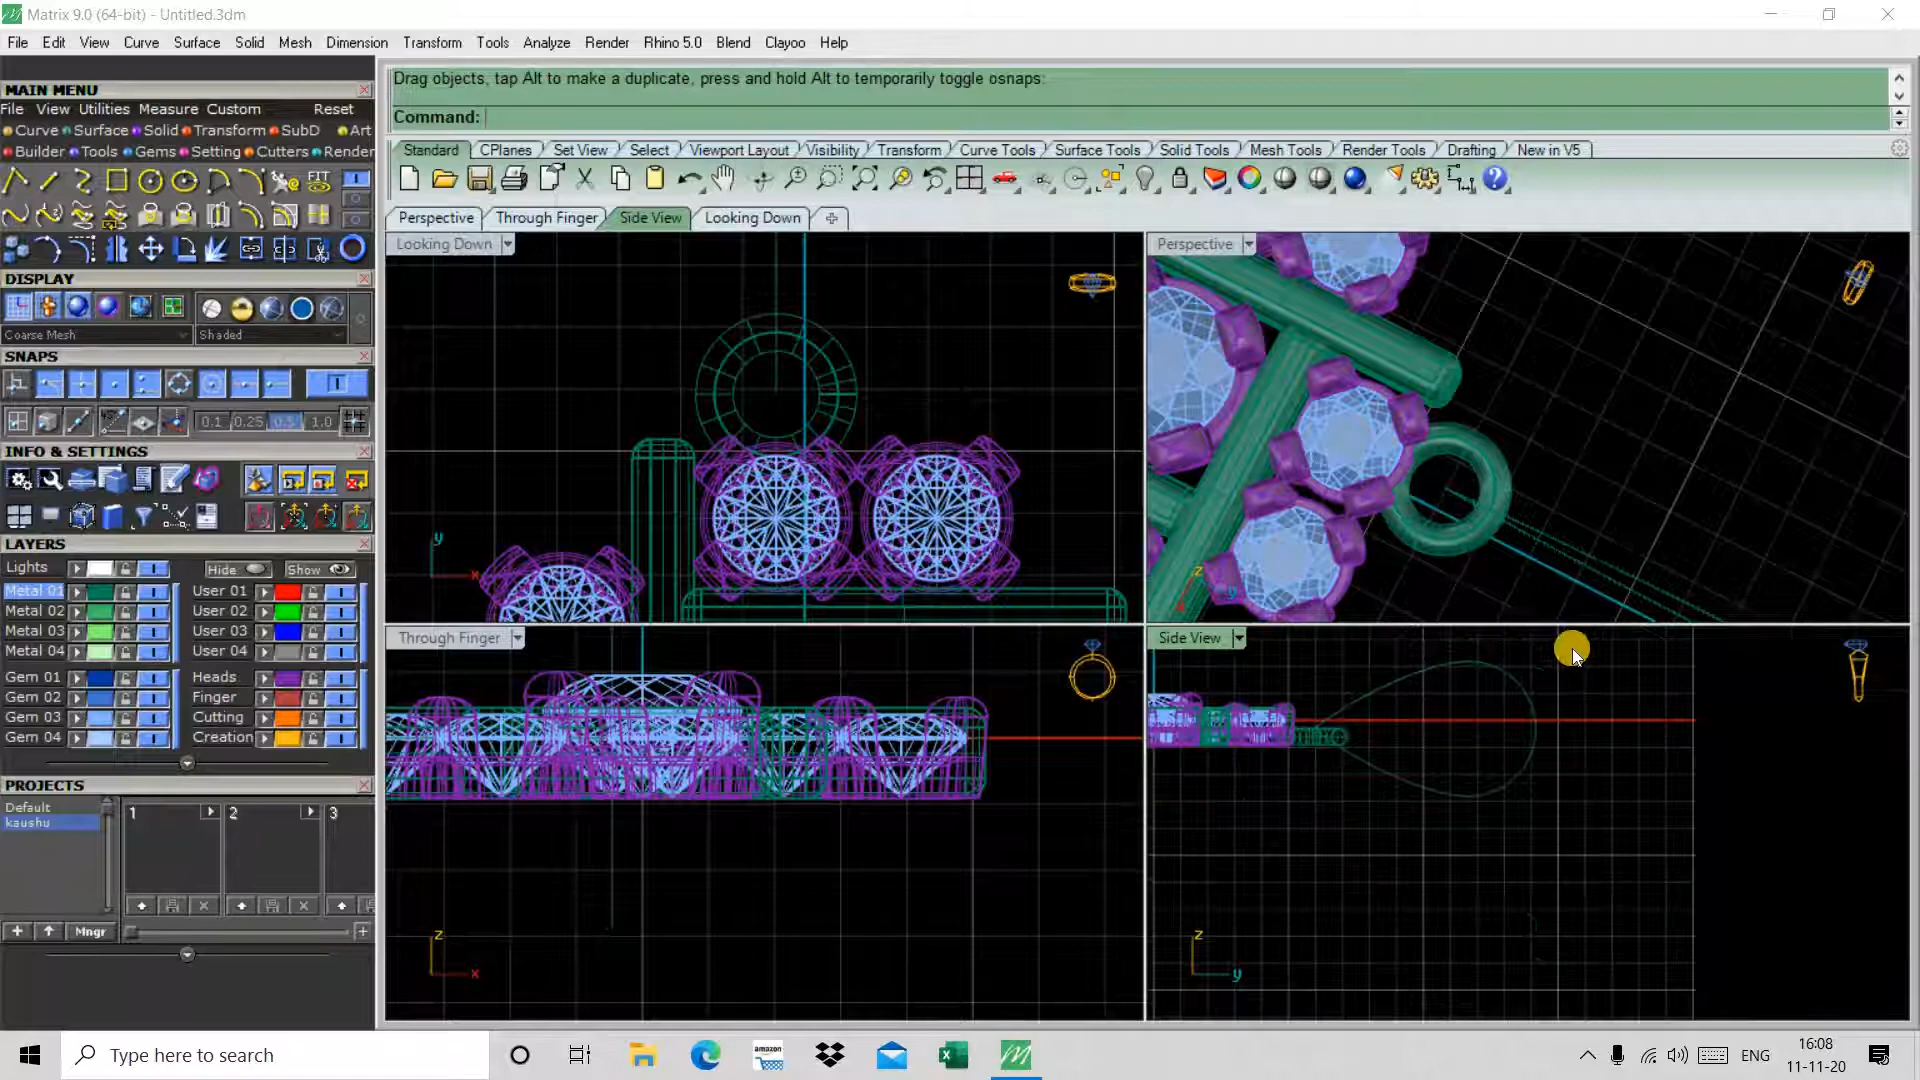 Matrix 9.0 (64-bit) - Untitled.3dm
File Edit View Curve Surface Solid Mesh Dimension Transform Tools Analyze Render Rhino 5.0 Blend Clayoo Help
Drag objects, tap Alt to make a duplicate, press and hold Alt to temporarily toggle osnaps:
Command:
MAIN MENU
File View Utilities Measure Custom Reset
Curve Surface Solid Transform SubD Art
Builder Tools Gems Setting Cutters Render
FIT
Standard CPlanes Set View Select Viewport Layout Visibility Transform Curve Tools Surface Tools Solid Tools Mesh Tools Render Tools Drafting New in V5
Perspective Through Finger Side View Looking Down
DISPLAY
Coarse Mesh Shaded
SNAPS
0.1 0.25 0.5 1.0
INFO & SETTINGS
LAYERS
Lights Hide Show
Metal 01 User 01
Metal 02 User 02
Metal 03 User 03
Metal 04 User 04
Gem 01 Heads
Gem 02 Finger
Gem 03 Cutting
Gem 04 Creation
PROJECTS
Default
kaushu
1 2 3
Mngr
Looking Down
y
x
Perspective
z
y
x
Through Finger
z
x
Side View
z
y
Type here to search
amazon
ENG
16:08
11-11-20